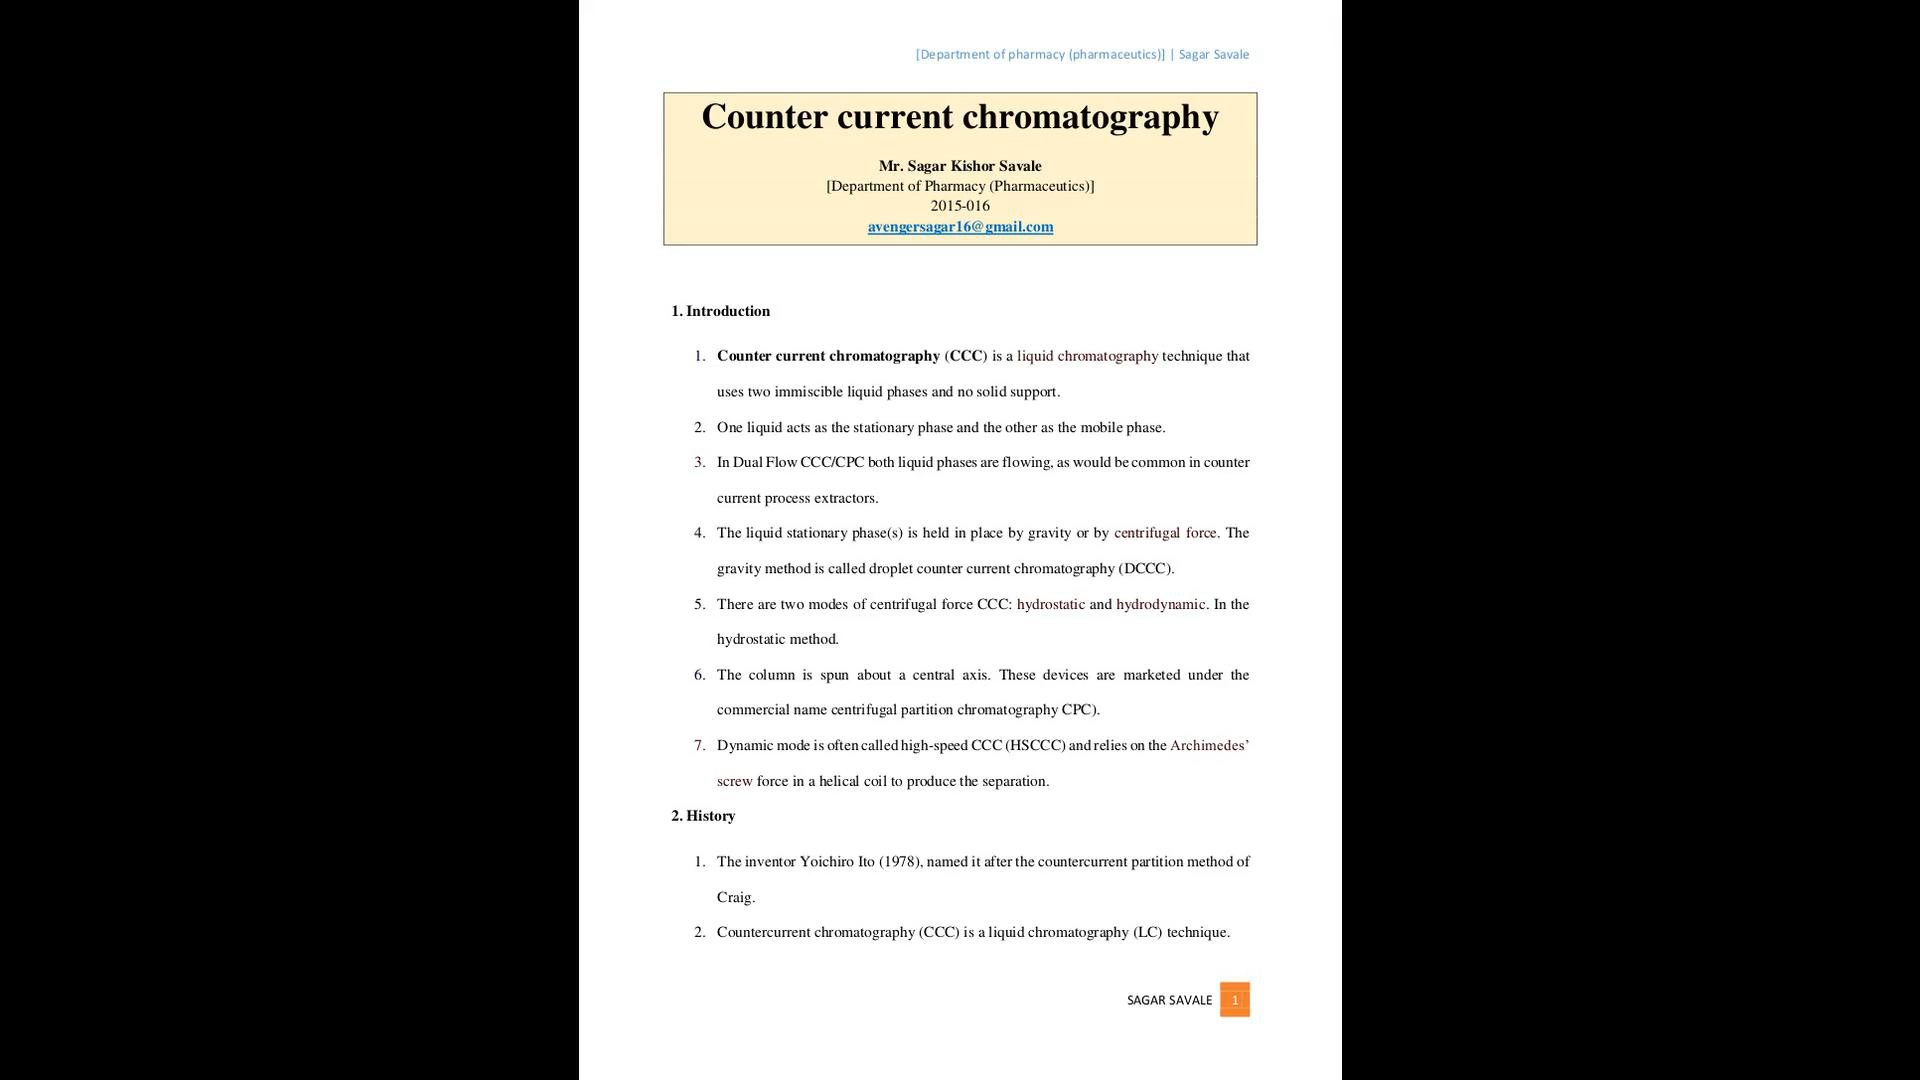 [Department of pharmacy (pharmaceutics)] | Sagar Savale
Counter current chromatography
Mr. Sagar Kishor Savale
[Department of Pharmacy (Pharmaceutics)]
2015-016
avengersagar16@gmail.com
1. Introduction
1. Counter current chromatography (CCC) is a liquid chromatography technique that
uses two immiscible liquid phases and no solid support.
2. One liquid acts as the stationary phase and the other as the mobile phase.
3. In Dual Flow CCC/CPC both liquid phases are flowing, as would be common in counter
current process extractors.
4. The liquid stationary phase(s) is held in place by gravity or by centrifugal force. The
gravity method is called droplet counter current chromatography (DCCC).
5. There are two modes of centrifugal force CCC: hydrostatic and hydrodynamic. In the
hydrostatic method.
6. The column is spun about a central axis. These devices are marketed under the
commercial name centrifugal partition chromatography CPC).
7. Dynamic mode is often called high-speed CCC (HSCCC) and relies on the Archimedes’
screw force in a helical coil to produce the separation.
2. History
1. The inventor Yoichiro Ito (1978), named it after the countercurrent partition method of
Craig.
2. Countercurrent chromatography (CCC) is a liquid chromatography (LC) technique.
SAGAR SAVALE 1